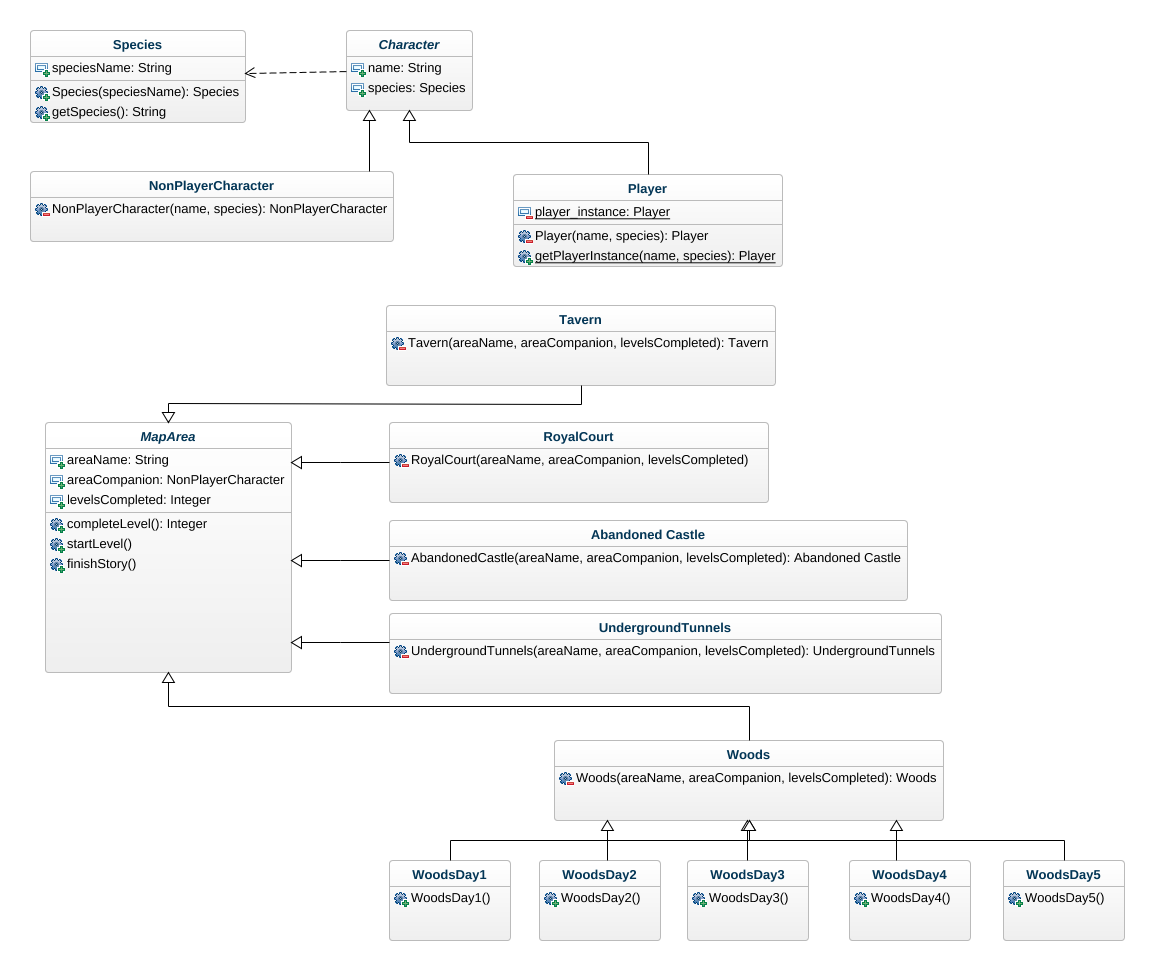 Species
speciesName: String
Species(speciesName): Species
getSpecies(): String
Character
name: String
species: Species
NonPlayerCharacter
NonPlayerCharacter(name, species): NonPlayerCharacter
Player
player_instance: Player
Player(name, species): Player
getPlayerInstance(name, species): Player
Tavern
Tavern(areaName, areaCompanion, levelsCompleted): Tavern
MapArea
areaName: String
areaCompanion: NonPlayerCharacter
levelsCompleted: Integer
completeLevel(): Integer
startLevel()
finishStory()
RoyalCourt
RoyalCourt(areaName, areaCompanion, levelsCompleted)
Abandoned Castle
AbandonedCastle(areaName, areaCompanion, levelsCompleted): Abandoned Castle
UndergroundTunnels
UndergroundTunnels(areaName, areaCompanion, levelsCompleted): UndergroundTunnels
Woods
Woods(areaName, areaCompanion, levelsCompleted): Woods
WoodsDay1
WoodsDay1()
WoodsDay2
WoodsDay2()
WoodsDay3
WoodsDay3()
WoodsDay4
WoodsDay4()
WoodsDay5
WoodsDay5()